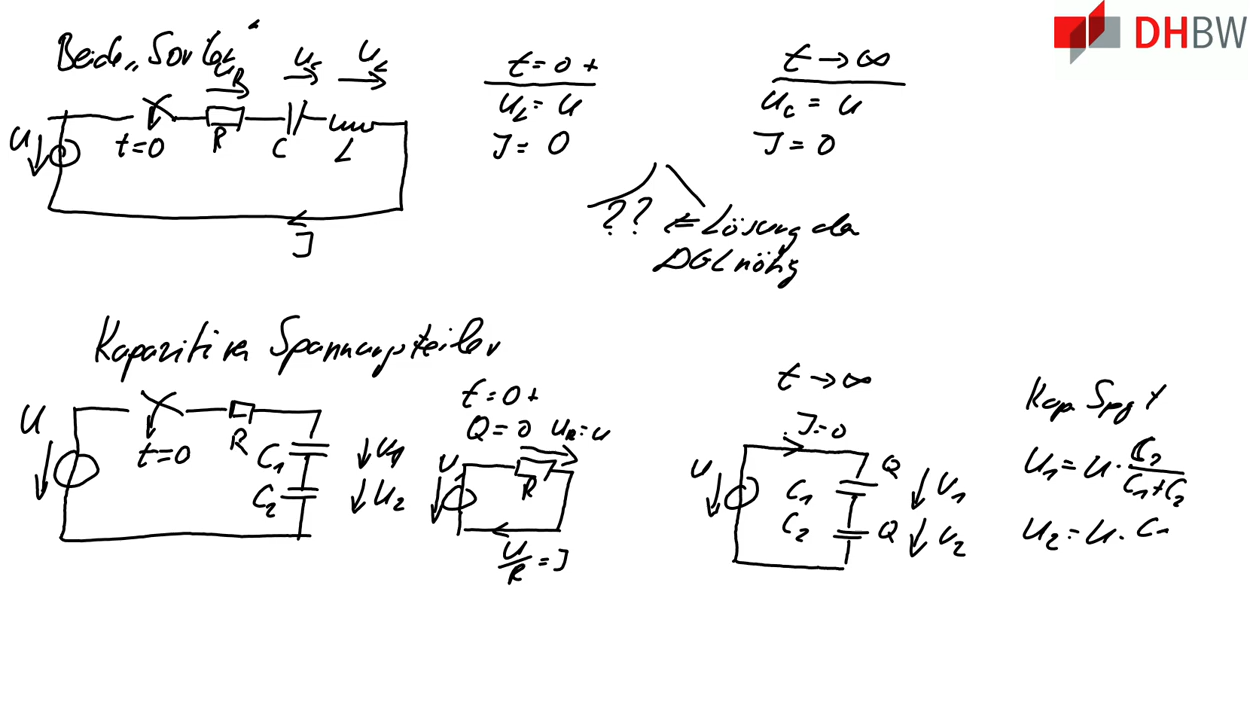 DHBW
Beide „Sorten“
U_R U_C U_L
U
t=0 R C L
I
t=0+
U_L = U
I = 0
t→∞
U_C = U
I = 0
?? ⇐ Lösung der
DGL nötig
Kapazitiver Spannungsteiler
U
t=0 R C_1 U_1
C_2 U_2
t=0+
Q=0 U_R=U
U R
U/R = I
t→∞
I=0
U C_1 Q U_1
C_2 Q U_2
Kap. Spgt
U_1 = U · C_2/(C_1+C_2)
U_2 = U · C